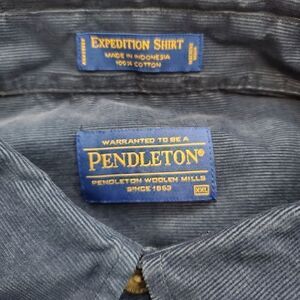 EXPEDITION SHIRT
MADE IN INDONESIA
100% COTTON
WARRANTED TO BE A
PENDLETON®
PENDLETON WOOLEN MILLS
SINCE 1863
XXL